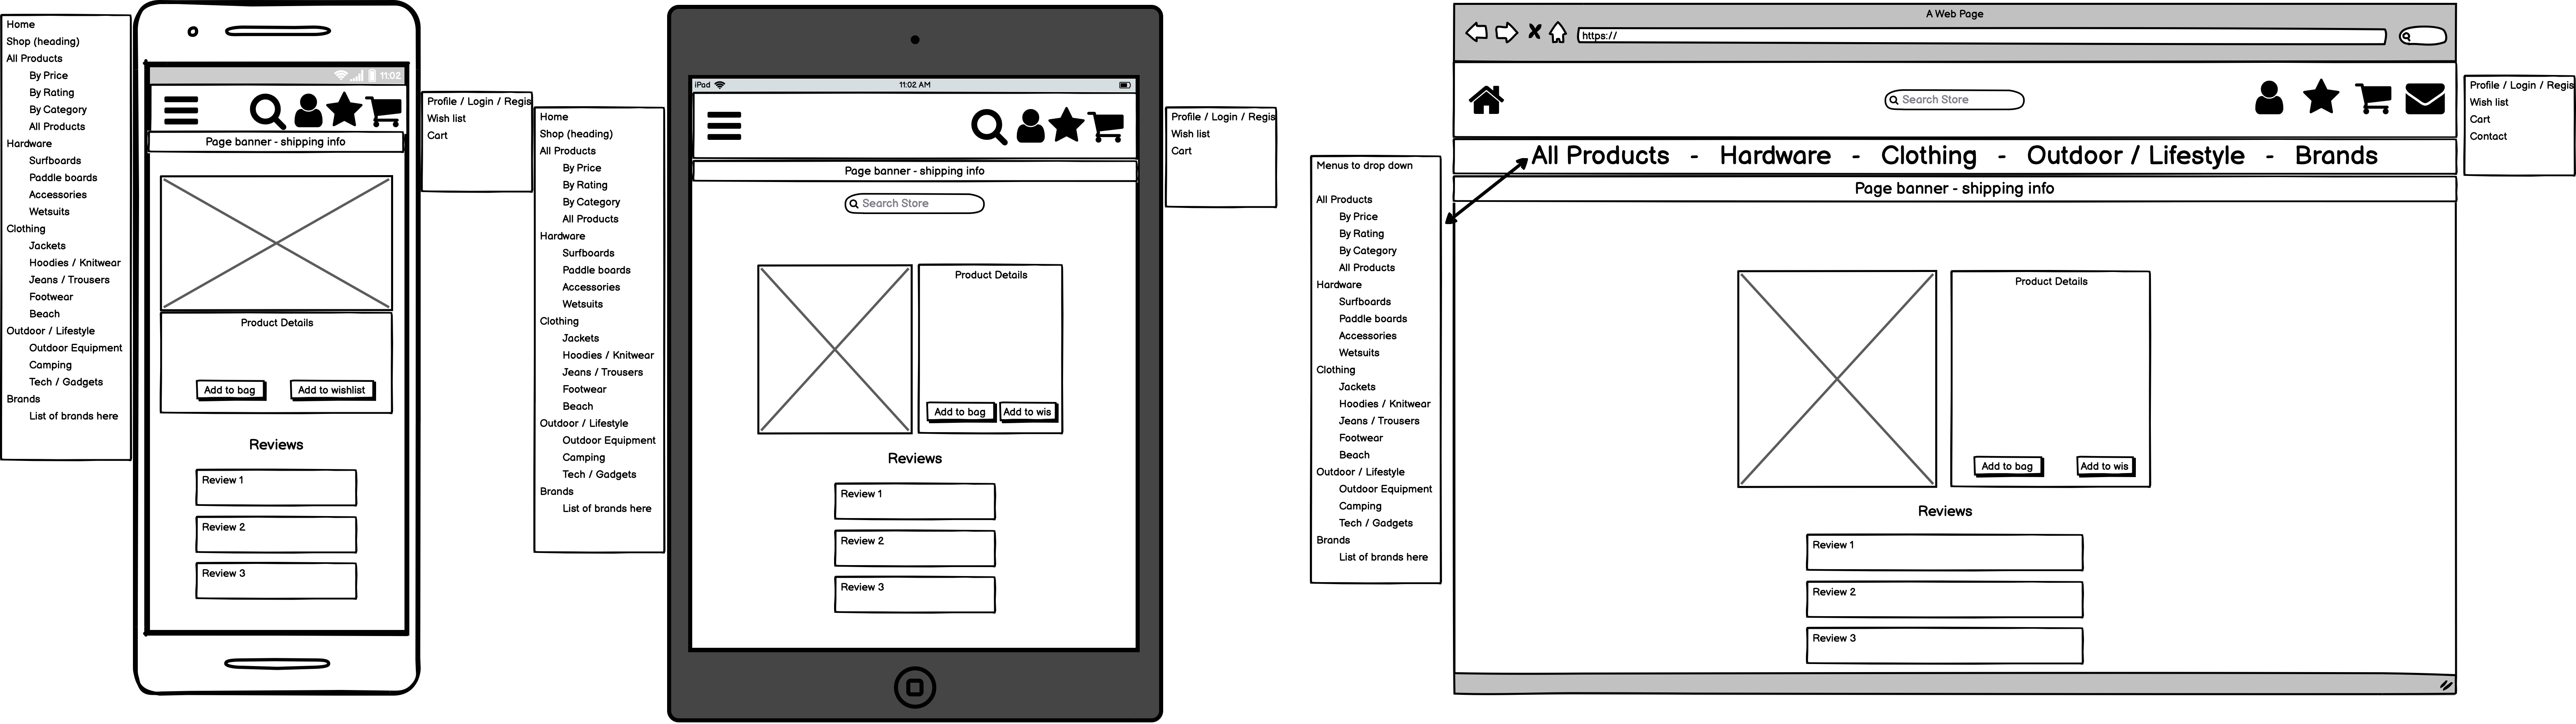 Home
Shop (heading)
All Products
By Price
By Rating
By Category
All Products
Hardware
Surfboards
Paddle boards
Accessories
Wetsuits
Clothing
Jackets
Hoodies / Knitwear
Jeans / Trousers
Footwear
Beach
Outdoor / Lifestyle
Outdoor Equipment
Camping
Tech / Gadgets
Brands
List of brands here
11:02
Page banner - shipping info
Product Details
Add to bag
Add to wishlist
Reviews
Review 1
Review 2
Review 3
Profile / Login / Regis
Wish list
Cart
Home
Shop (heading)
All Products
By Price
By Rating
By Category
All Products
Hardware
Surfboards
Paddle boards
Accessories
Wetsuits
Clothing
Jackets
Hoodies / Knitwear
Jeans / Trousers
Footwear
Beach
Outdoor / Lifestyle
Outdoor Equipment
Camping
Tech / Gadgets
Brands
List of brands here
iPad
11:02 AM
Page banner - shipping info
Search Store
Product Details
Add to bag
Add to wis
Reviews
Review 1
Review 2
Review 3
Profile / Login / Regis
Wish list
Cart
Menus to drop down
All Products
By Price
By Rating
By Category
All Products
Hardware
Surfboards
Paddle boards
Accessories
Wetsuits
Clothing
Jackets
Hoodies / Knitwear
Jeans / Trousers
Footwear
Beach
Outdoor / Lifestyle
Outdoor Equipment
Camping
Tech / Gadgets
Brands
List of brands here
A Web Page
https://
Search Store
All Products - Hardware - Clothing - Outdoor / Lifestyle - Brands
Page banner - shipping info
Product Details
Add to bag
Add to wis
Reviews
Review 1
Review 2
Review 3
Profile / Login / Regis
Wish list
Cart
Contact